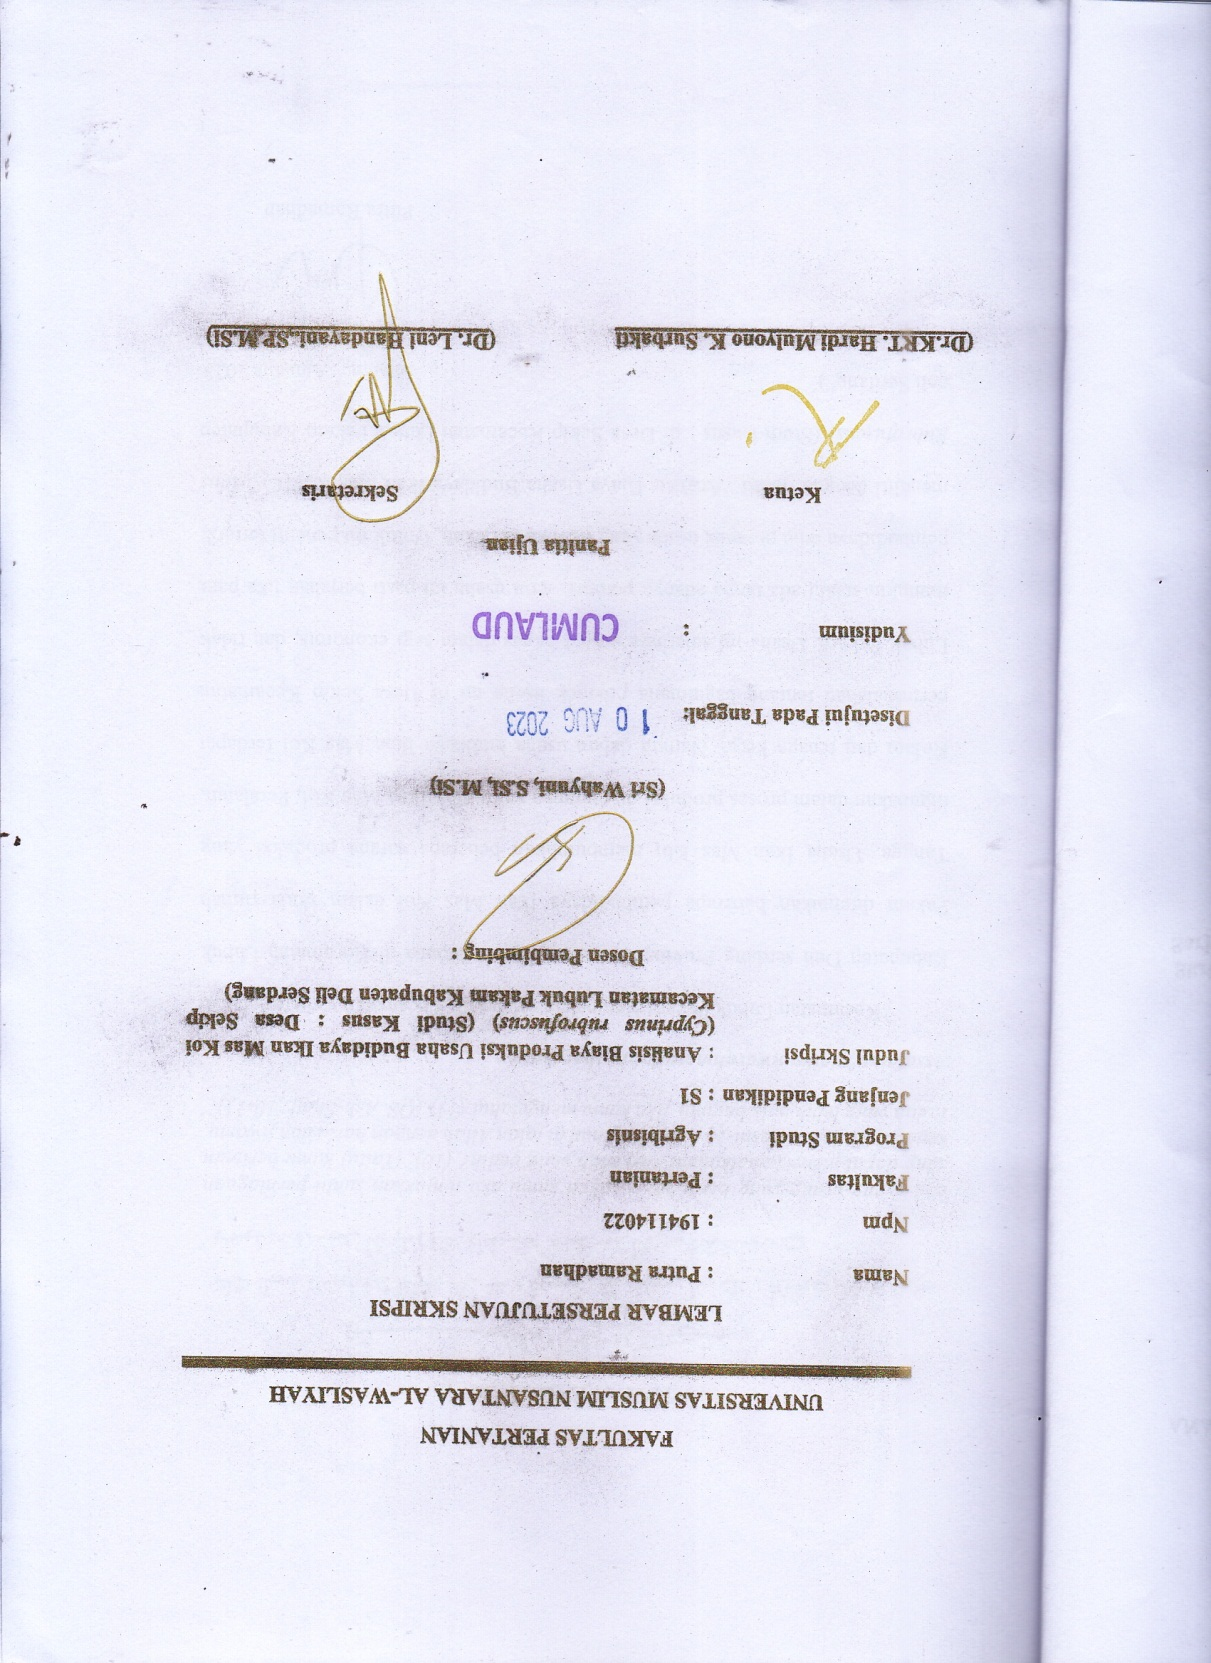 FAKULTAS PERTANIAN
UNIVERSITAS MUSLIM NUSANTARA AL-WASLIYAH
LEMBAR PERSETUJUAN SKRIPSI
Nama : Putra Ramadhan
Npm : 194114022
Fakultas : Pertanian
Program Studi : Agribisnis
Jenjang Pendidikan : S1
Judul Skripsi : Analisis Biaya Produksi Usaha Budidaya Ikan Mas Koi
(Cyprinus rubrofuscus) (Studi Kasus : Desa Sekip
Kecamatan Lubuk Pakam Kabupaten Deli Serdang)
Dosen Pembimbing :
(Sri Wahyuni, S.Si, M.Si)
Disetujui Pada Tanggal: 10 AUG 2023
Yudisium : CUMLAUD
Panitia Ujian
Ketua Sekretaris
(Dr.KRT. Hardi Mulyono K. Surbakti) (Dr. Leni Handayani, SP.M.Si)